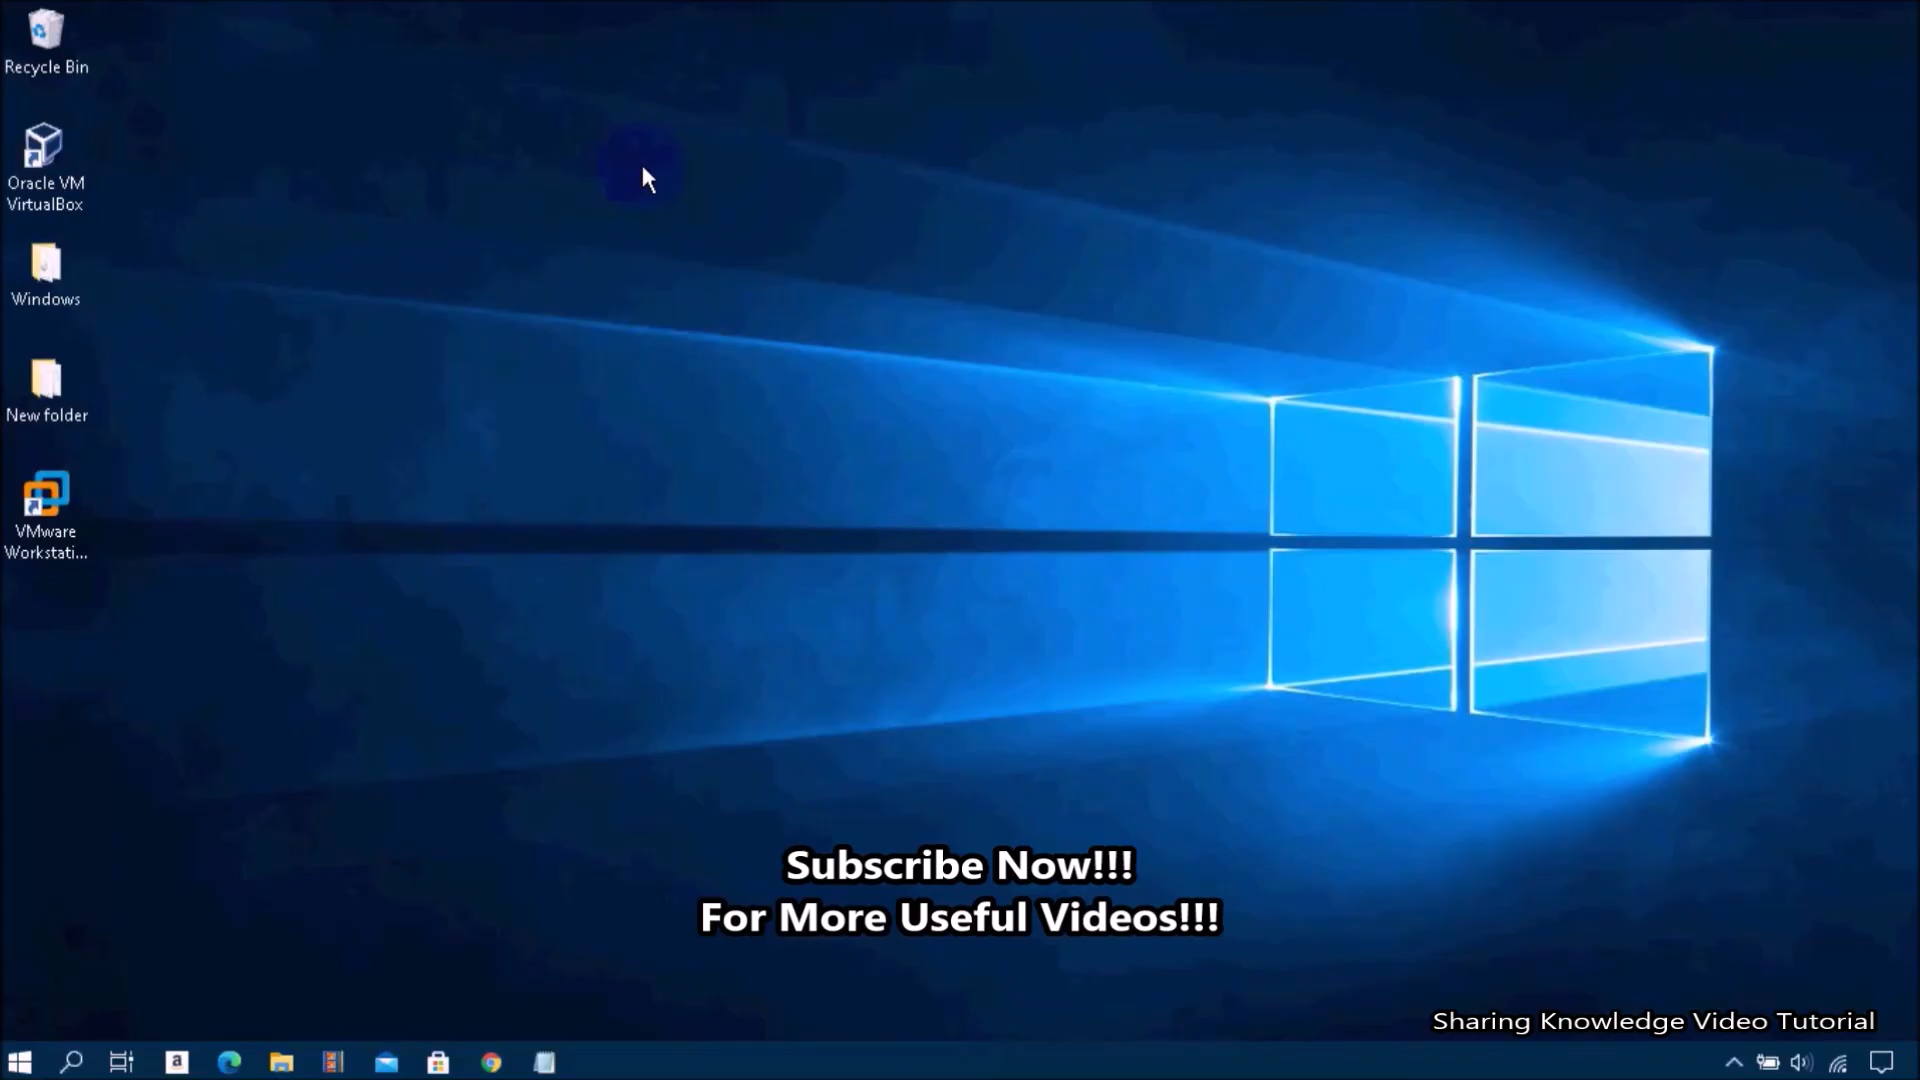 Recycle Bin
Oracle VM
VirtualBox
Windows
New folder
VMware
Workstati...
Subscribe Now!!!
For More Useful Videos!!!
Sharing Knowledge Video Tutorial
a